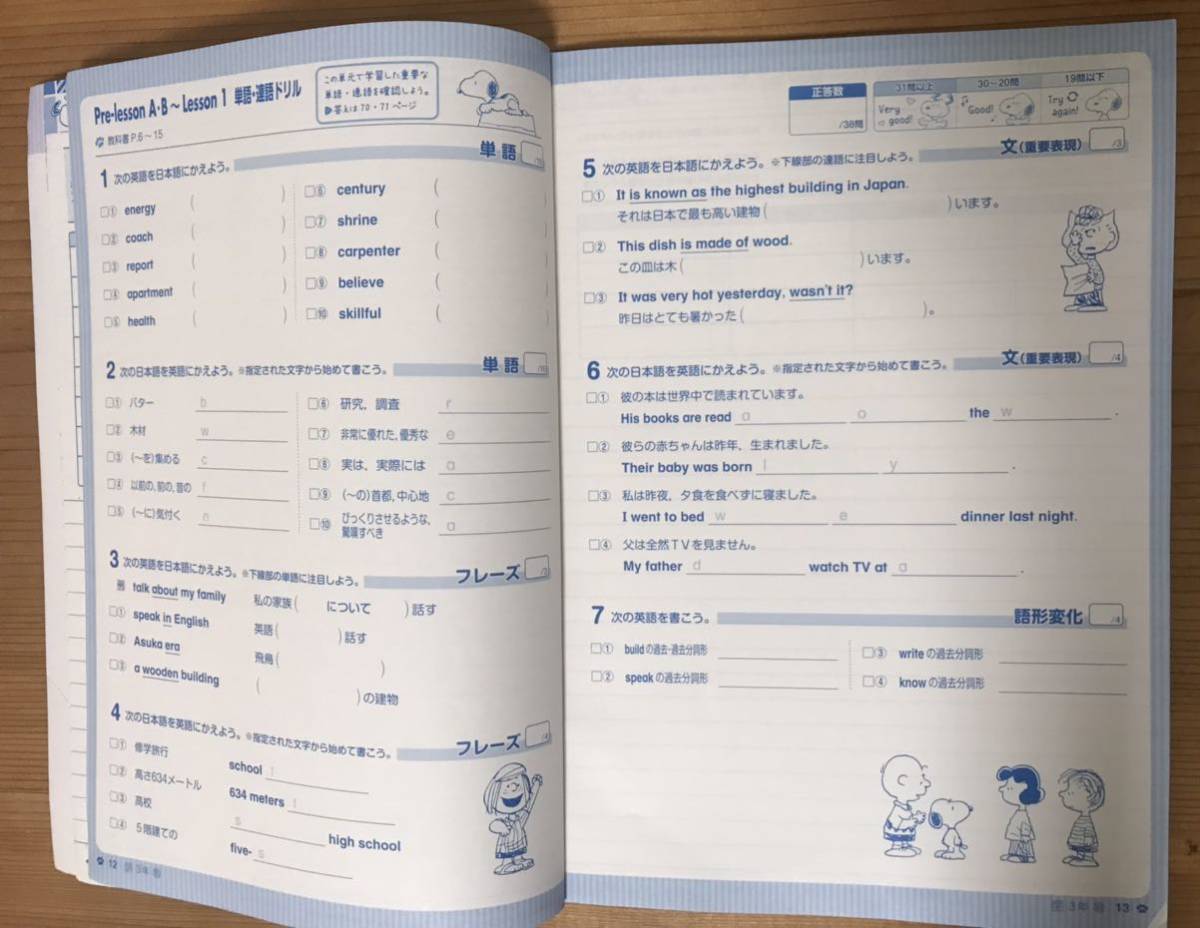 Pre-lesson A・B～Lesson 1 単語・連語ドリル
この単元で学習した重要な
単語・連語を確認しよう。
▶答えは70・71ページ
教科書 P.6～15
1 次の英語を日本語にかえよう。 単語 /10
□① energy ( )
□② coach ( )
□③ report ( )
□④ apartment ( )
□⑤ health ( )
□⑥ century (
□⑦ shrine (
□⑧ carpenter (
□⑨ believe (
□⑩ skillful (
2 次の日本語を英語にかえよう。※指定された文字から始めて書こう。 単語 /10
□① バター b
□② 木材 w
□③ (～を)集める c
□④ 以前の，前の，昔の f
□⑤ (～に)気付く n
□⑥ 研究，調査 r
□⑦ 非常に優れた，優秀な e
□⑧ 実は，実際には a
□⑨ (～の)首都，中心地 c
□⑩ びっくりさせるような，
驚嘆すべき a
3 次の英語を日本語にかえよう。※下線部の単語に注目しよう。 フレーズ /3
例 talk about my family 私の家族( について )話す
□① speak in English 英語( )話す
□② Asuka era 飛鳥( )
□③ a wooden building ( )の建物
4 次の日本語を英語にかえよう。※指定された文字から始めて書こう。 フレーズ /4
□① 修学旅行 school t
□② 高さ634メートル 634 meters t
□③ 高校 s high school
□④ 5階建ての five- s
12
正答数
/38問
31問以上 30～20問 19問以下
Very good!
Good!
Try again!
5 次の英語を日本語にかえよう。※下線部の連語に注目しよう。 文(重要表現) /3
□① It is known as the highest building in Japan.
それは日本で最も高い建物( )います。
□② This dish is made of wood.
この皿は木( )います。
□③ It was very hot yesterday, wasn't it?
昨日はとても暑かった( )。
6 次の日本語を英語にかえよう。※指定された文字から始めて書こう。 文(重要表現) /4
□① 彼の本は世界中で読まれています。
His books are read a o the w .
□② 彼らの赤ちゃんは昨年，生まれました。
Their baby was born l y .
□③ 私は昨夜，夕食を食べずに寝ました。
I went to bed w e dinner last night.
□④ 父は全然TVを見ません。
My father d watch TV at a .
7 次の英語を書こう。 語形変化 /4
□① buildの過去・過去分詞形
□② speakの過去分詞形
□③ writeの過去分詞形
□④ knowの過去分詞形
3年 13